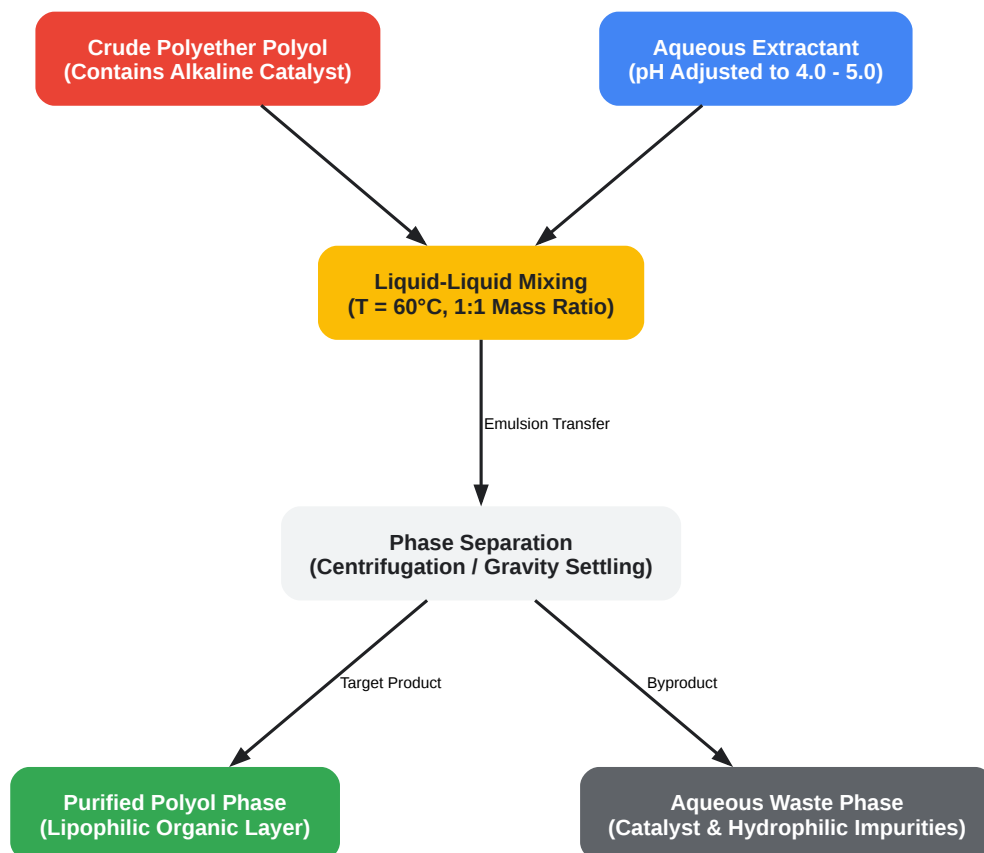 Crude Polyether Polyol
(Contains Alkaline Catalyst)
Aqueous Extractant
(pH Adjusted to 4.0 - 5.0)
Liquid-Liquid Mixing
(T = 60°C, 1:1 Mass Ratio)
Emulsion Transfer
Phase Separation
(Centrifugation / Gravity Settling)
Target Product
Byproduct
Purified Polyol Phase
(Lipophilic Organic Layer)
Aqueous Waste Phase
(Catalyst & Hydrophilic Impurities)